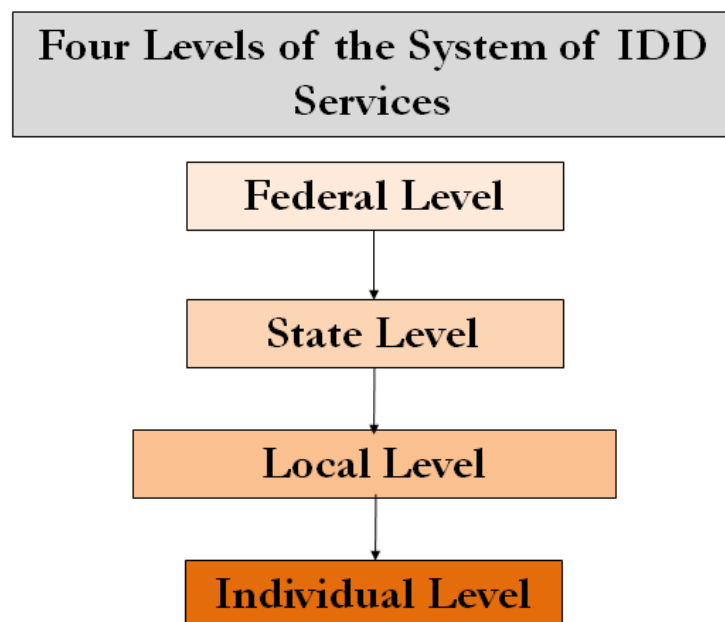 Four Levels of the System of IDD
Services
Federal Level
State Level
Local Level
Individual Level